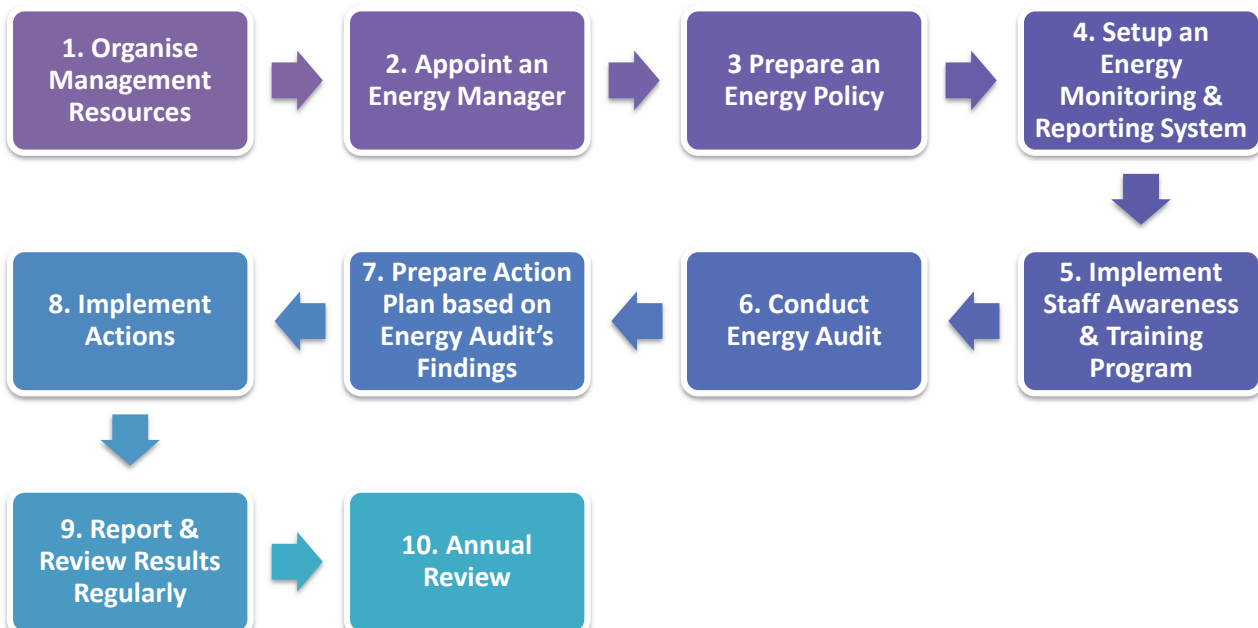 1. Organise
Management
Resources
2. Appoint an
Energy Manager
3 Prepare an
Energy Policy
4. Setup an
Energy
Monitoring &
Reporting System
5. Implement
Staff Awareness
& Training
Program
6. Conduct
Energy Audit
7. Prepare Action
Plan based on
Energy Audit’s
Findings
8. Implement
Actions
9. Report &
Review Results
Regularly
10. Annual
Review